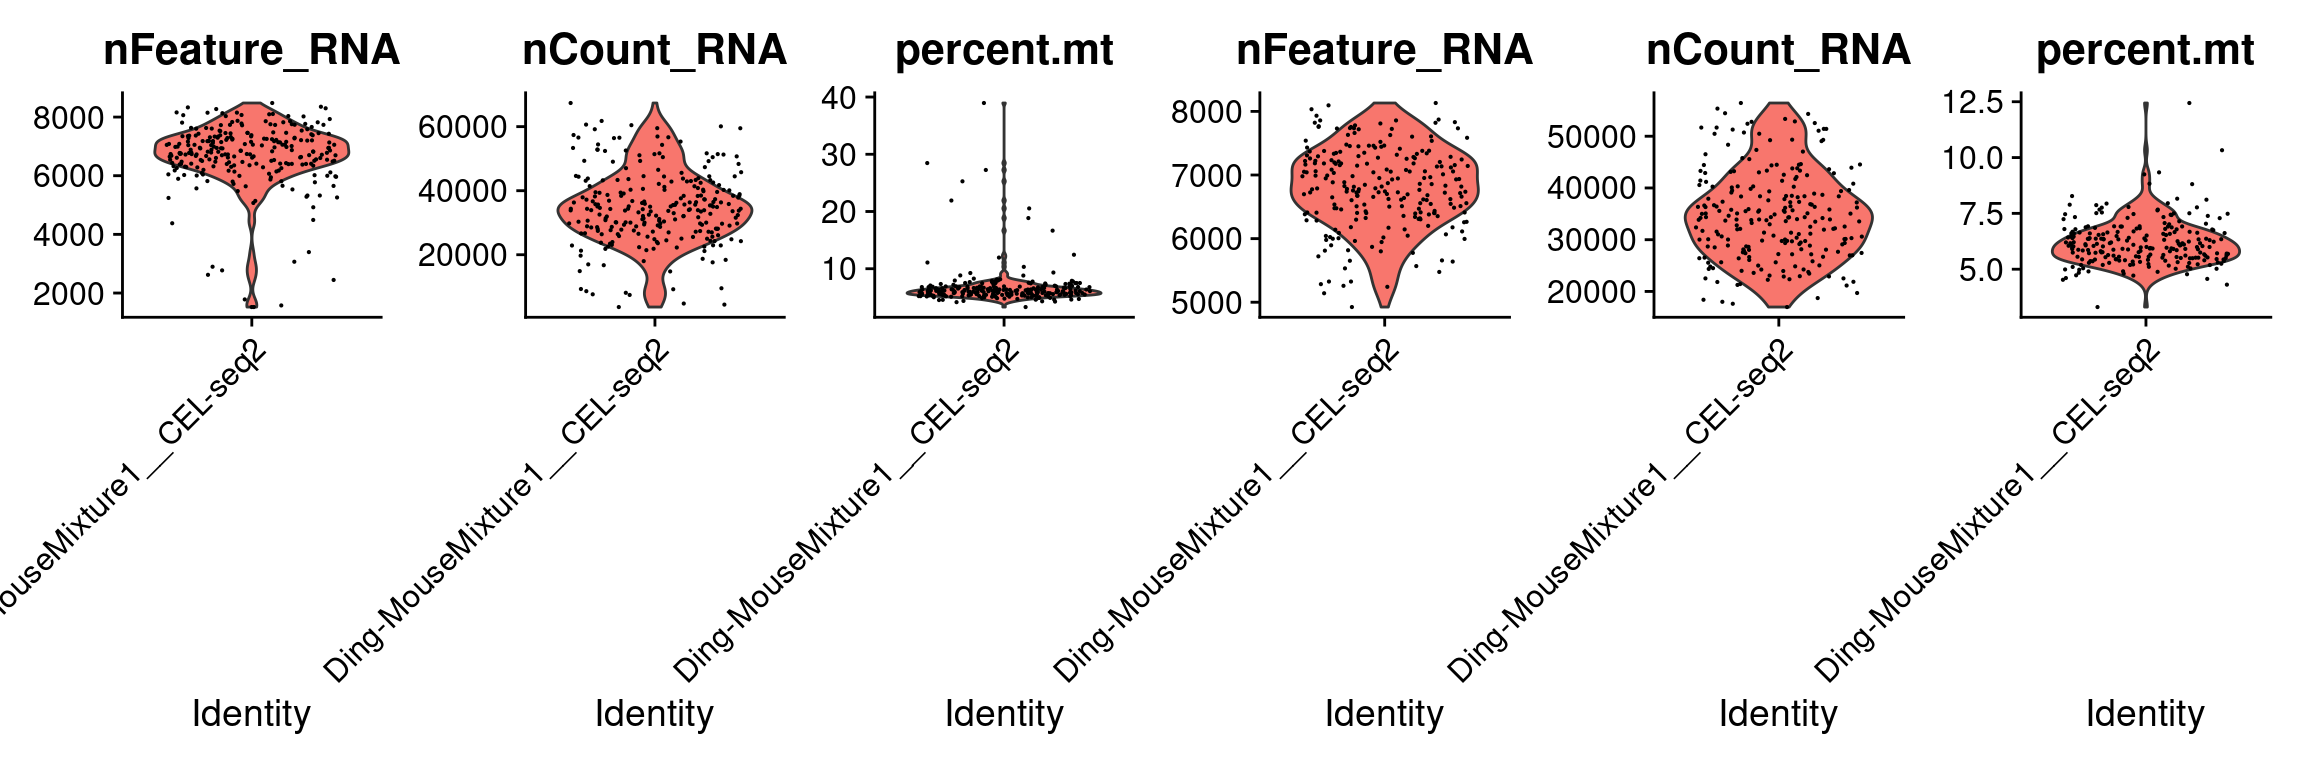 nFeature_RNA
8000
6000
4000
2000
MouseMixture1__CEL-seq2
Identity
nCount_RNA
60000
40000
20000
Ding-MouseMixture1__CEL-seq2
Identity
percent.mt
40
30
20
10
Ding-MouseMixture1__CEL-seq2
Identity
nFeature_RNA
8000
7000
6000
5000
Ding-MouseMixture1__CEL-seq2
Identity
nCount_RNA
50000
40000
30000
20000
Ding-MouseMixture1__CEL-seq2
Identity
percent.mt
12.5
10.0
7.5
5.0
Ding-MouseMixture1__CEL-seq2
Identity